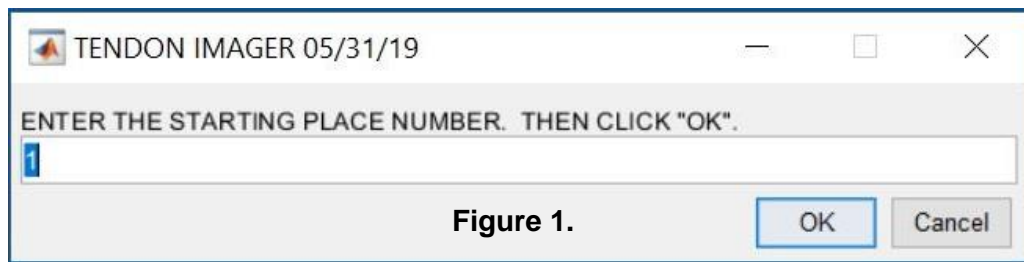 TENDON IMAGER 05/31/19
ENTER THE STARTING PLACE NUMBER.  THEN CLICK "OK".
1
Figure 1.
OK
Cancel